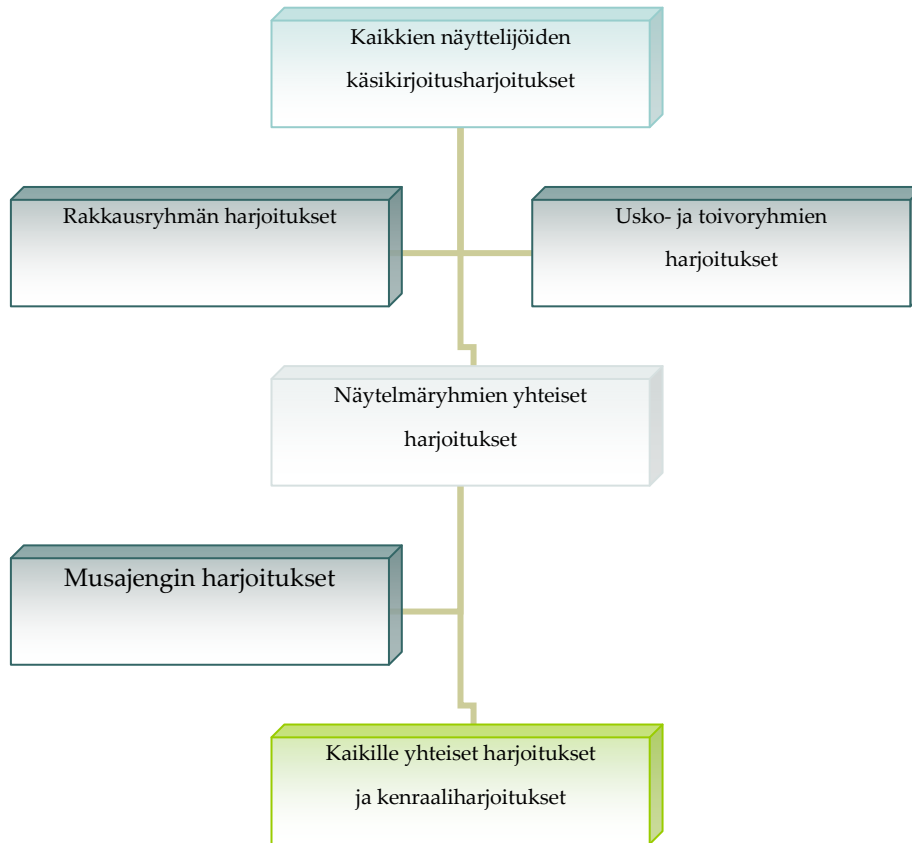 Kaikkien näyttelijöiden
käsikirjoitusharjoitukset
Rakkausryhmän harjoitukset
Usko- ja toivoryhmien
harjoitukset
Näytelmäryhmien yhteiset
harjoitukset
Musajengin harjoitukset
Kaikille yhteiset harjoitukset
ja kenraaliharjoitukset